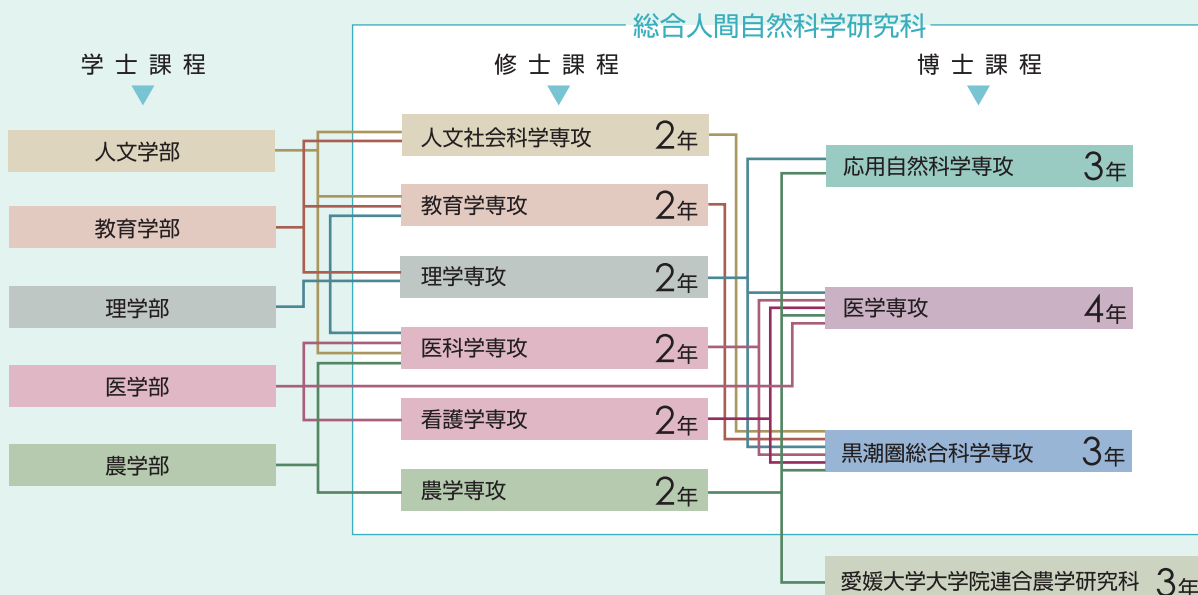 総合人間自然科学研究科
学士課程
修士課程
博士課程
人文学部
教育学部
理学部
医学部
農学部
人文社会科学専攻 2年
教育学専攻 2年
理学専攻 2年
医科学専攻 2年
看護学専攻 2年
農学専攻 2年
応用自然科学専攻 3年
医学専攻 4年
黒潮圏総合科学専攻 3年
愛媛大学大学院連合農学研究科 3年